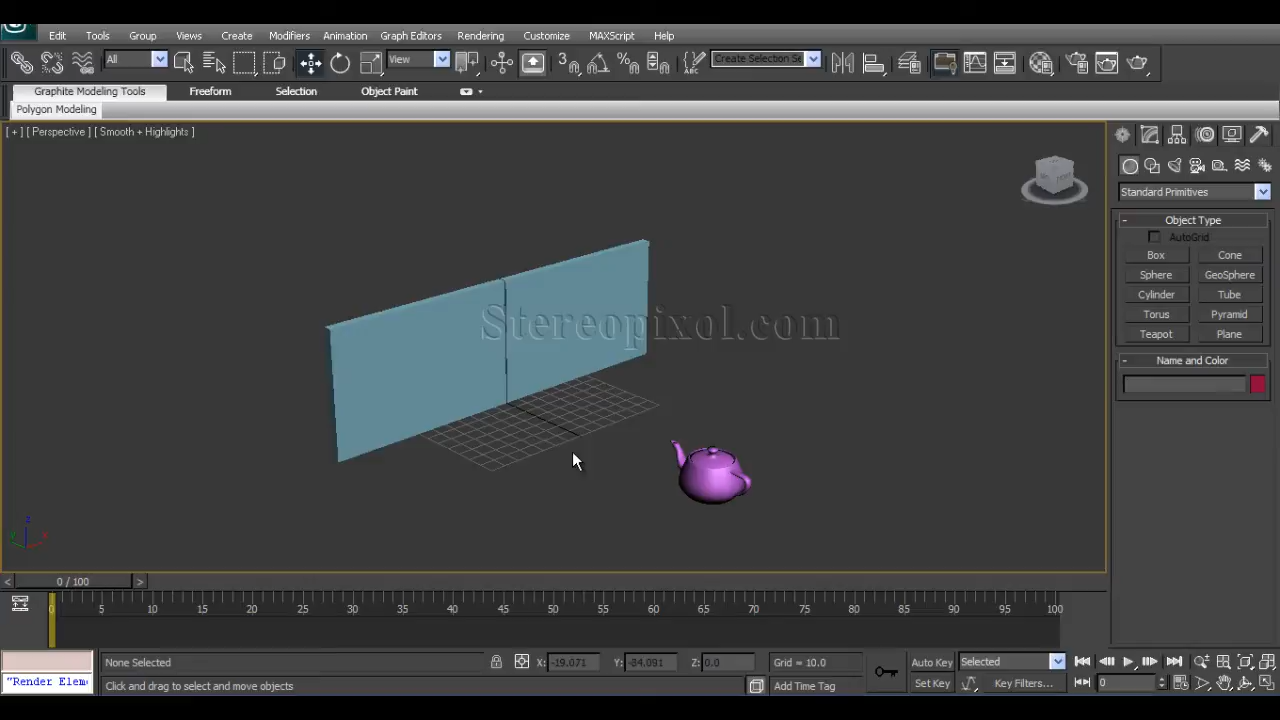 Edit Tools Group Views Create Modifiers Animation Graph Editors Rendering Customize MAXScript Help
All View Create Selection Se
Graphite Modeling Tools Freeform Selection Object Paint
Polygon Modeling
[ + ] [ Perspective ] [ Smooth + Highlights ]
Standard Primitives
Object Type
AutoGrid
Box Cone
Sphere GeoSphere
Cylinder Tube
Torus Pyramid
Teapot Plane
Name and Color
Stereopixol.com
z
x
y
< 0 / 100 >
0 5 10 15 20 25 30 35 40 45 50 55 60 65 70 75 80 85 90 95 100
None Selected X: -19.071 Y: -84.091 Z: 0.0 Grid = 10.0 Auto Key Selected
"Render Elem Click and drag to select and move objects Add Time Tag Set Key Key Filters... 0